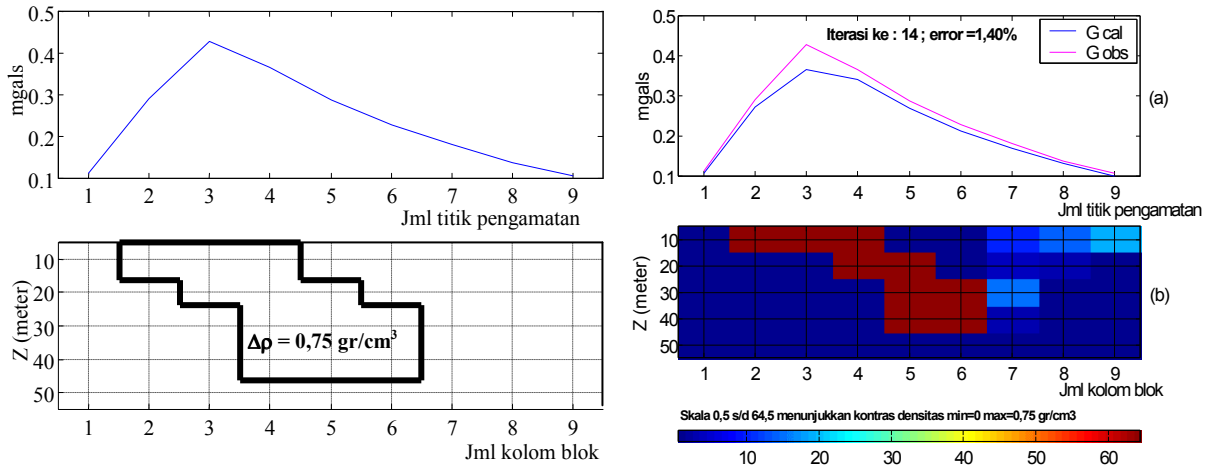 0.5
0.4
0.3
0.2
0.1
mgals
1 2 3 4 5 6 7 8 9
Jml titik pengamatan
10
20
30
40
50
Z (meter)
Δρ = 0,75 gr/cm³
1 2 3 4 5 6 7 8 9
Jml kolom blok
Iterasi ke : 14 ; error =1,40%
G cal
G obs
0.5
0.4
0.3
0.2
0.1
mgals
(a)
1 2 3 4 5 6 7 8 9
Jml titik pengamatan
10
20
30
40
50
Z (meter)
(b)
1 2 3 4 5 6 7 8 9
Jml kolom blok
Skala 0,5 s/d 64,5 menunjukkan kontras densitas min=0 max=0,75 gr/cm3
10 20 30 40 50 60